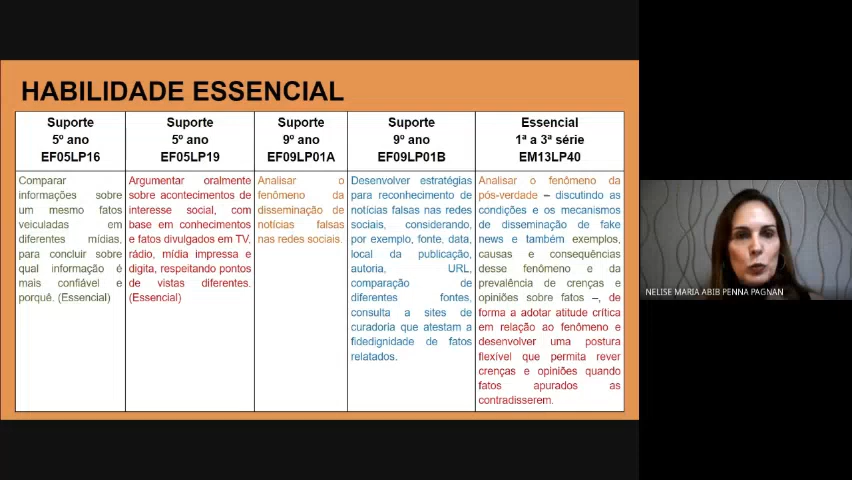 HABILIDADE ESSENCIAL
Suporte
5º ano
EF05LP16
Suporte
5º ano
EF05LP19
Suporte
9º ano
EF09LP01A
Suporte
9º ano
EF09LP01B
Essencial
1ª a 3ª série
EM13LP40
Comparar
informações sobre
um mesmo fatos
veiculadas em
diferentes mídias,
para concluir sobre
qual informação é
mais confiável e
porquê. (Essencial)
Argumentar oralmente
sobre acontecimentos de
interesse social, com
base em conhecimentos
e fatos divulgados em TV,
rádio, mídia impressa e
digita, respeitando pontos
de vistas diferentes.
(Essencial)
Analisar o
fenômeno da
disseminação de
notícias falsas
nas redes sociais.
Desenvolver estratégias
para reconhecimento de
notícias falsas nas redes
sociais, considerando,
por exemplo, fonte, data,
local da publicação,
autoria, URL,
comparação de
diferentes fontes,
consulta a sites de
curadoria que atestam a
fidedignidade de fatos
relatados.
Analisar o fenômeno da
pós-verdade – discutindo as
condições e os mecanismos
de disseminação de fake
news e também exemplos,
causas e consequências
desse fenômeno e da
prevalência de crenças e
opiniões sobre fatos –, de
forma a adotar atitude crítica
em relação ao fenômeno e
desenvolver uma postura
flexível que permita rever
crenças e opiniões quando
fatos apurados as
contradisserem.
NELISE MARIA ABIB PENNA PAGNAN